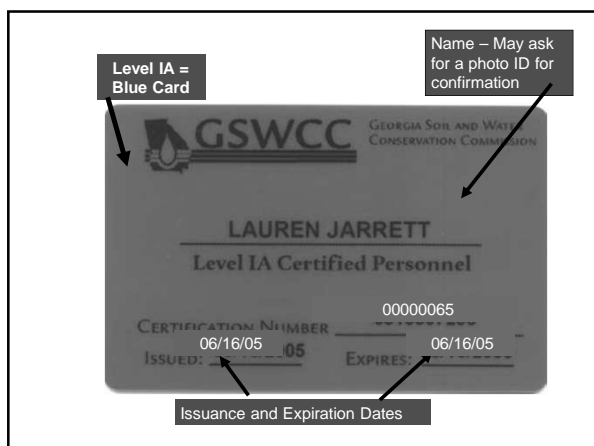 Level IA =
Blue Card
Name – May ask
for a photo ID for
confirmation
GSWCC
GEORGIA SOIL AND WATER
CONSERVATION COMMISSION
LAUREN JARRETT
Level IA Certified Personnel
00000065
CERTIFICATION NUMBER
06/16/05
06/16/05
ISSUED:
05
EXPIRES:
Issuance and Expiration Dates